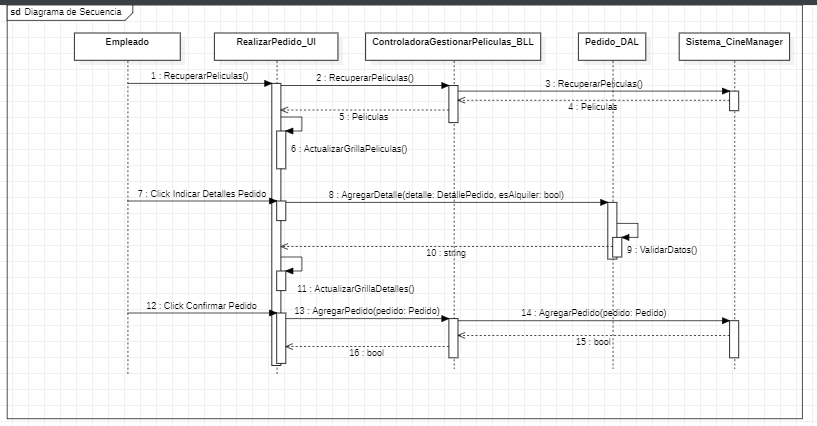 sd Diagrama de Secuencia
Empleado
RealizarPedido_UI
ControladoraGestionarPeliculas_BLL
Pedido_DAL
Sistema_CineManager
1 : RecuperarPeliculas()
2 : RecuperarPeliculas()
3 : RecuperarPeliculas()
4 : Peliculas
5 : Peliculas
6 : ActualizarGrillaPeliculas()
7 : Click Indicar Detalles Pedido
8 : AgregarDetalle(detalle: DetallePedido, esAlquiler: bool)
9 : ValidarDatos()
10 : string
11 : ActualizarGrillaDetalles()
12 : Click Confirmar Pedido
13 : AgregarPedido(pedido: Pedido)
14 : AgregarPedido(pedido: Pedido)
15 : bool
16 : bool